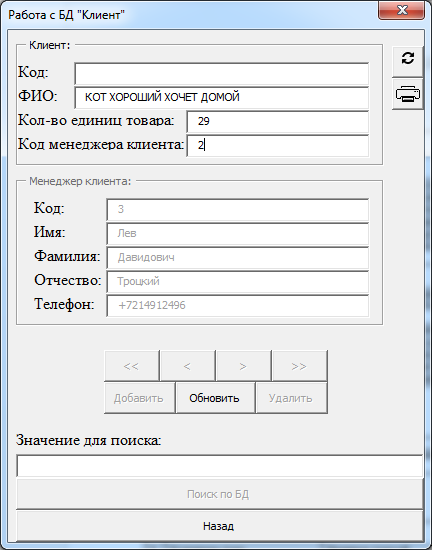 Работа с БД "Клиент"
Клиент:
Код:
ФИО: КОТ ХОРОШИЙ ХОЧЕТ ДОМОЙ
Кол-во единиц товара: 29
Код менеджера клиента: 2
Менеджер клиента:
Код: 3
Имя: Лев
Фамилия: Давидович
Отчество: Троцкий
Телефон: +7214912496
<< < > >>
Добавить Обновить Удалить
Значение для поиска:
Поиск по БД
Назад